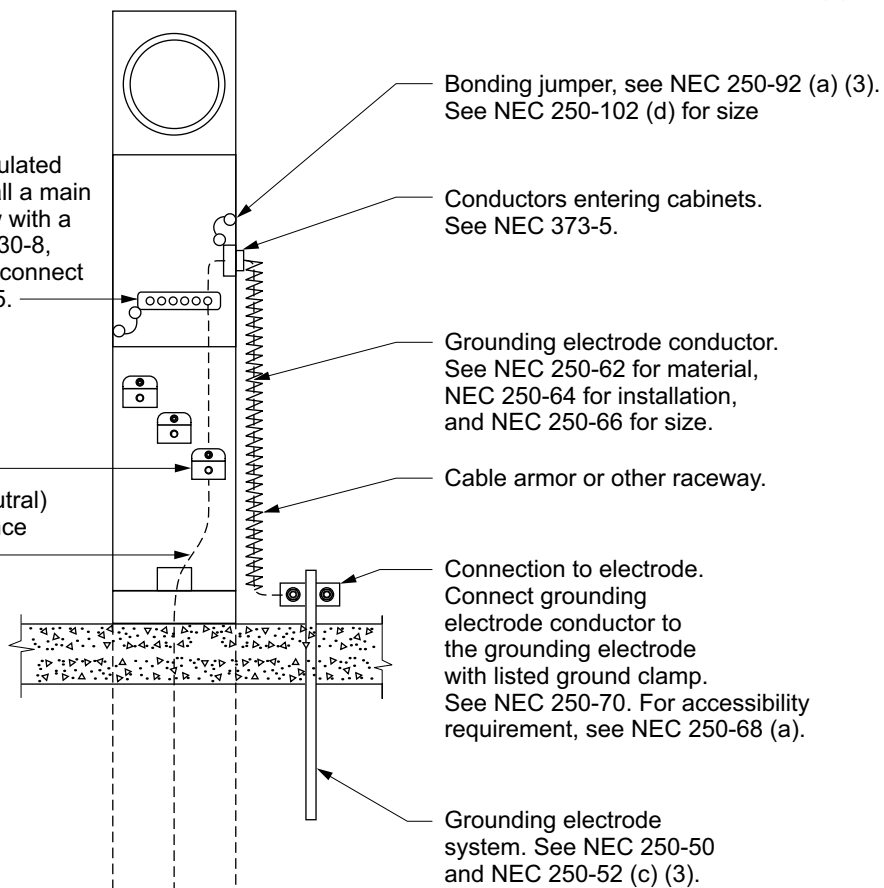 ulated
all a main
with a
30-8,
connect
5.
utral)
ce
Bonding jumper, see NEC 250-92 (a) (3).
See NEC 250-102 (d) for size
Conductors entering cabinets.
See NEC 373-5.
Grounding electrode conductor.
See NEC 250-62 for material,
NEC 250-64 for installation,
and NEC 250-66 for size.
Cable armor or other raceway.
Connection to electrode.
Connect grounding
electrode conductor to
the grounding electrode
with listed ground clamp.
See NEC 250-70. For accessibility
requirement, see NEC 250-68 (a).
Grounding electrode
system. See NEC 250-50
and NEC 250-52 (c) (3).